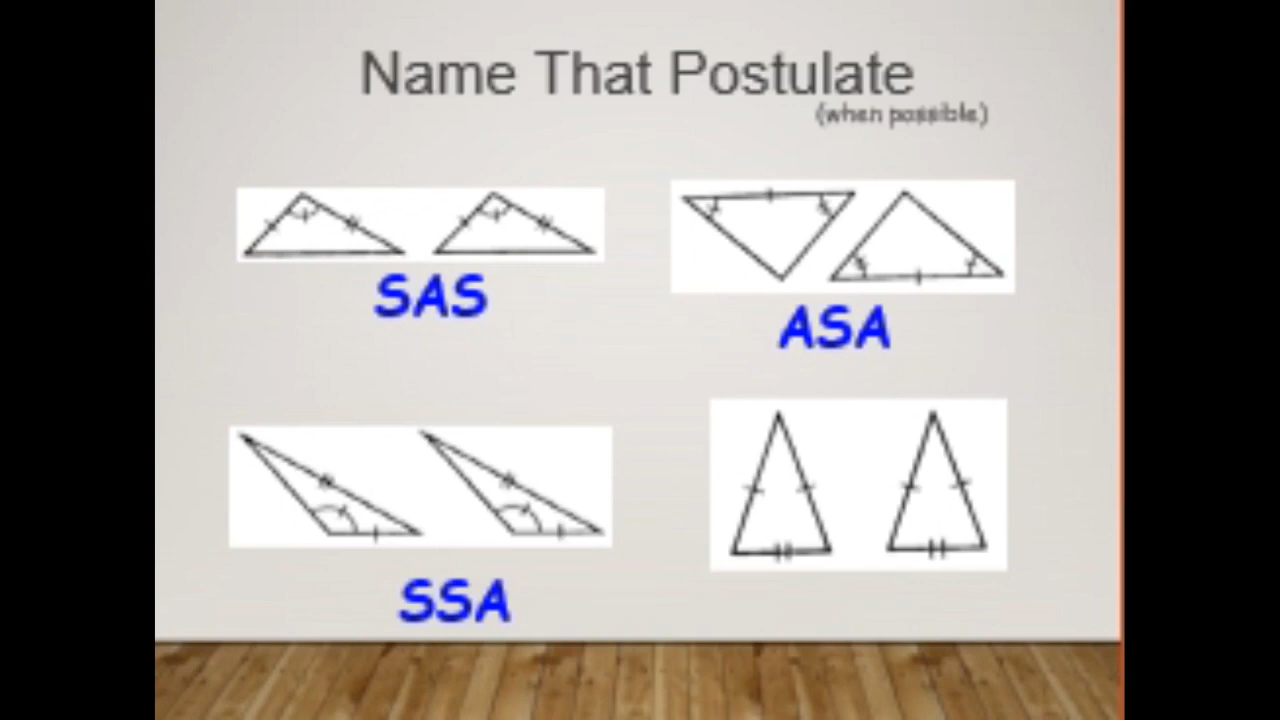 Name That Postulate
(when possible)
SAS
ASA
SSA